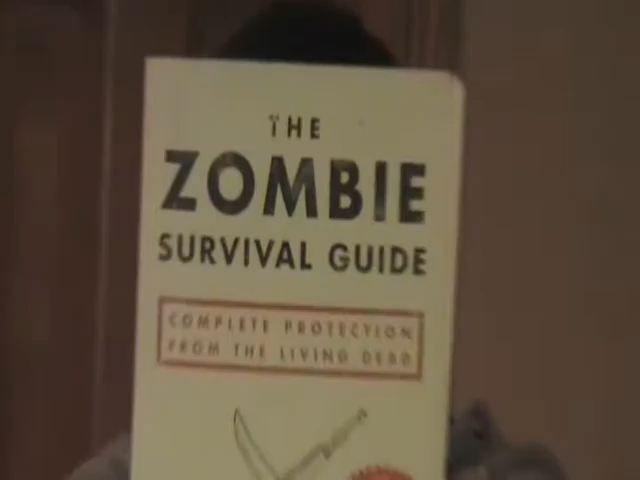 THE
ZOMBIE
SURVIVAL GUIDE
COMPLETE PROTECTION
FROM THE LIVING DEAD